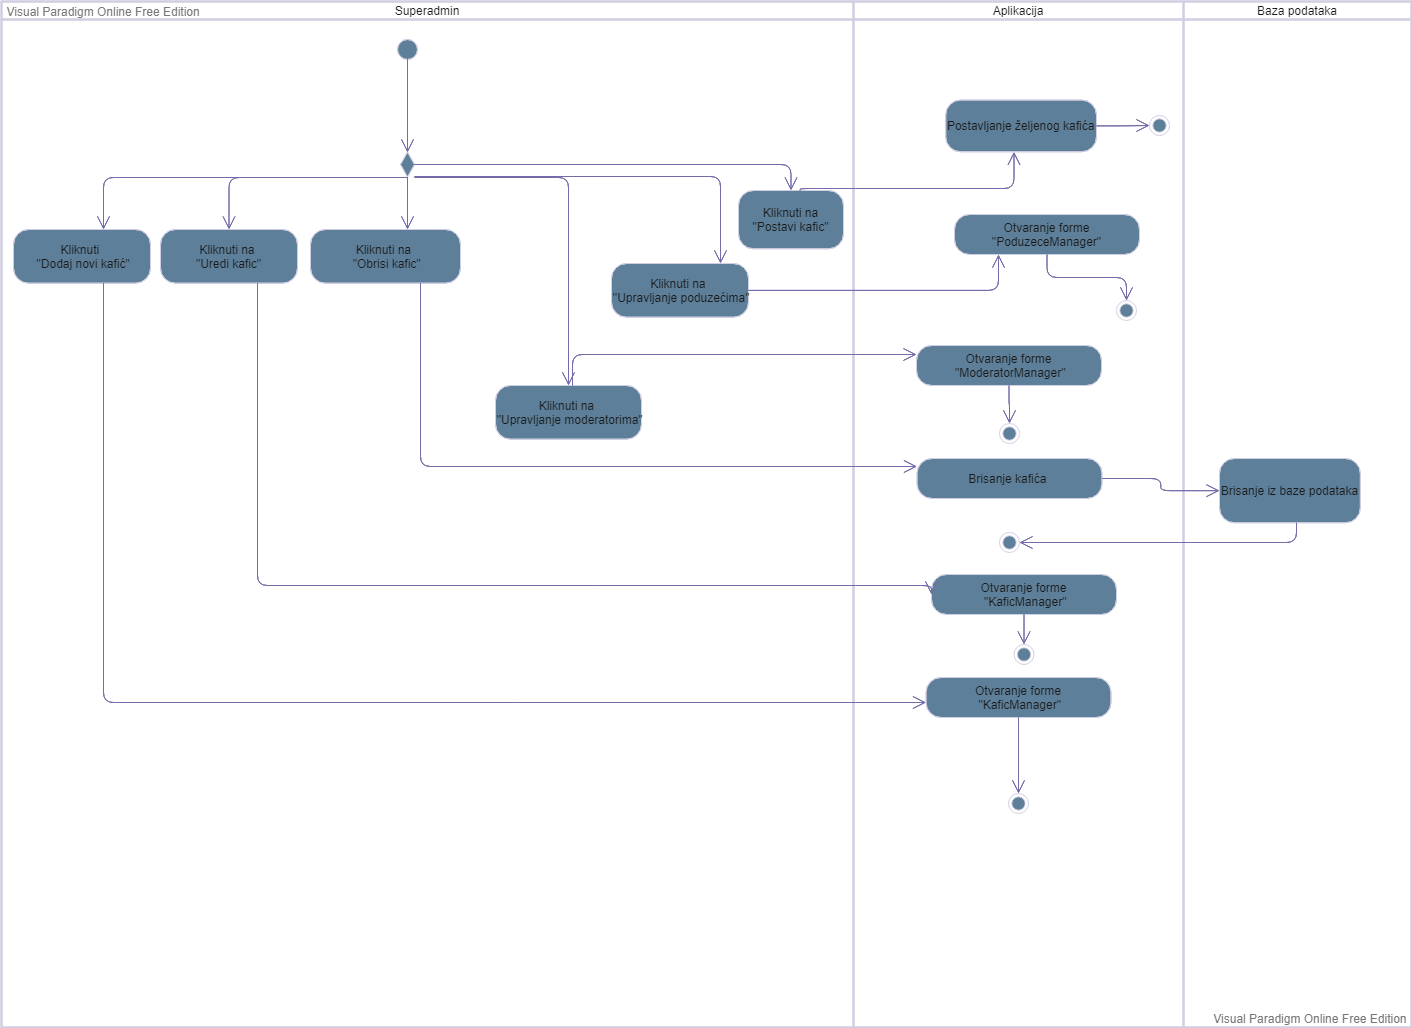 Visual Paradigm Online Free Edition
Superadmin
Aplikacija
Baza podataka
Postavljanje željenog kafića
Kliknuti na
"Postavi kafic"
Otvaranje forme
"PoduzeceManager"
Kliknuti
"Dodaj novi kafić"
Kliknuti na
"Uredi kafic"
Kliknuti na
"Obrisi kafic"
Kliknuti na
"Upravljanje poduzećima"
Otvaranje forme
"ModeratorManager"
Kliknuti na
"Upravljanje moderatorima"
Brisanje kafića
Brisanje iz baze podataka
Otvaranje forme
"KaficManager"
Otvaranje forme
"KaficManager"
Visual Paradigm Online Free Edition